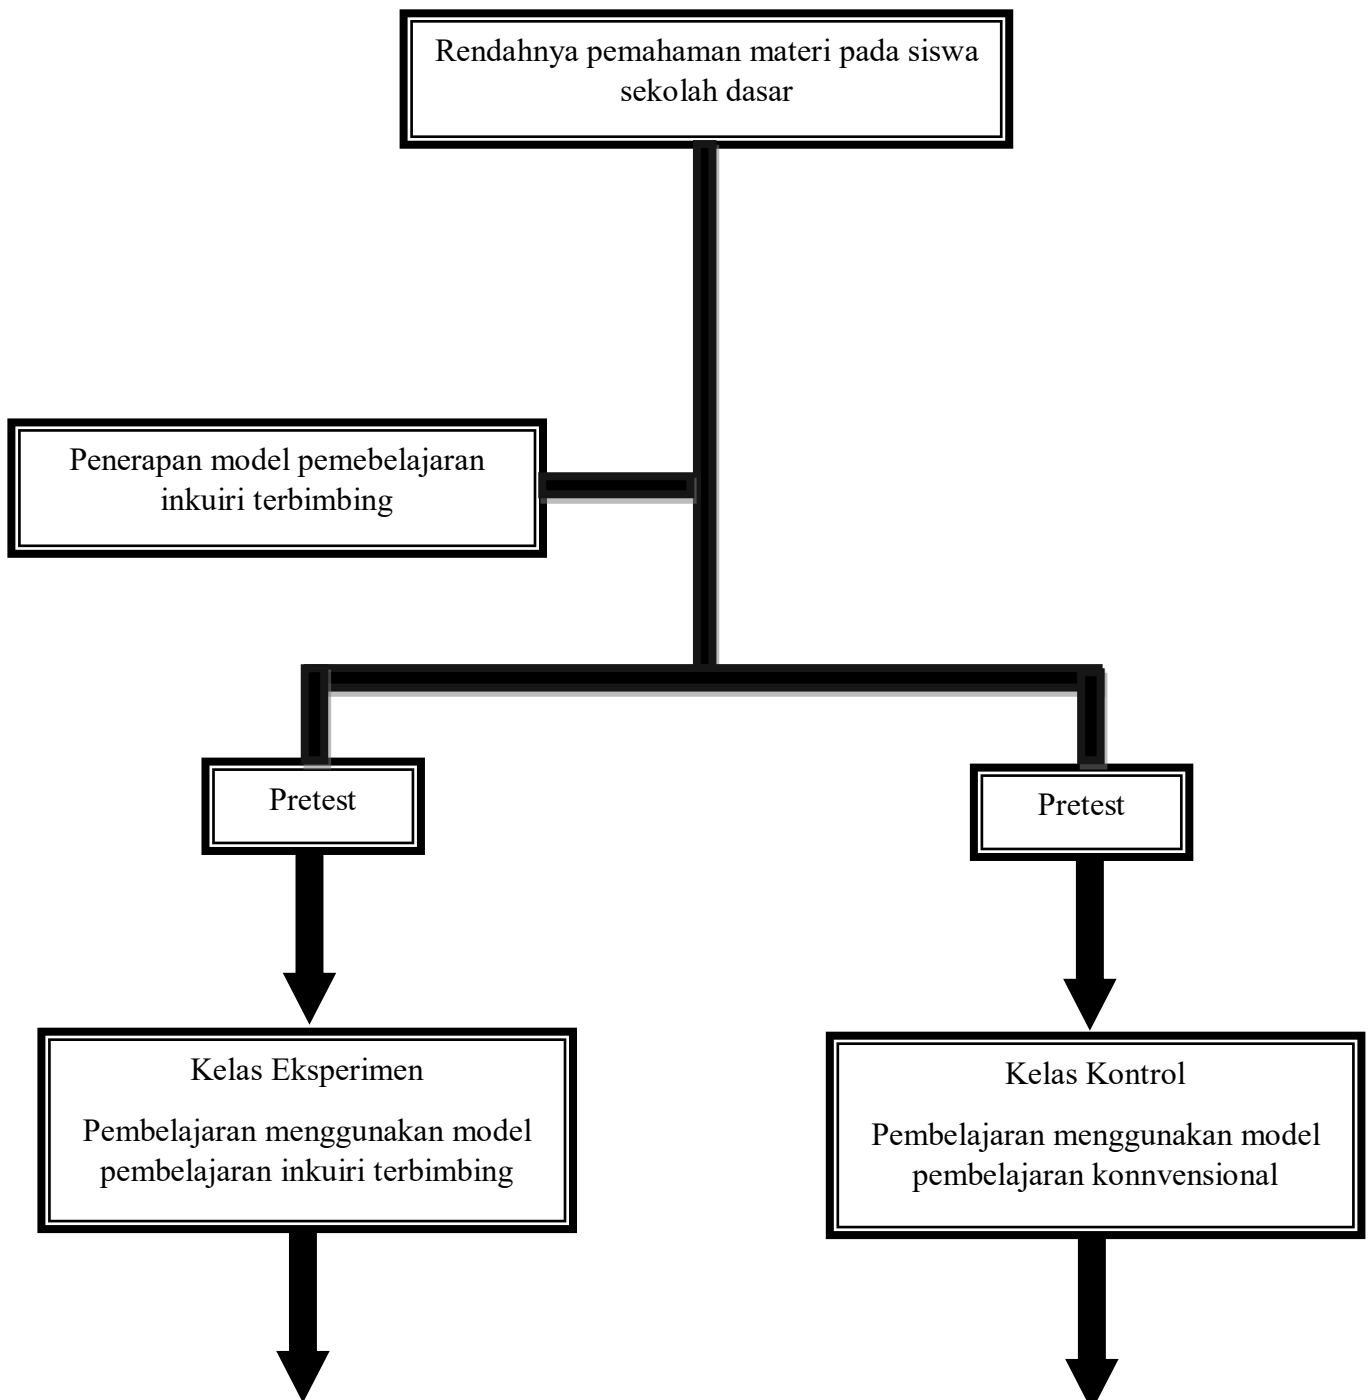 Rendahnya pemahaman materi pada siswa
sekolah dasar
Penerapan model pemebelajaran
inkuiri terbimbing
Pretest
Pretest
Kelas Eksperimen
Pembelajaran menggunakan model
pembelajaran inkuiri terbimbing
Kelas Kontrol
Pembelajaran menggunakan model
pembelajaran konnvensional